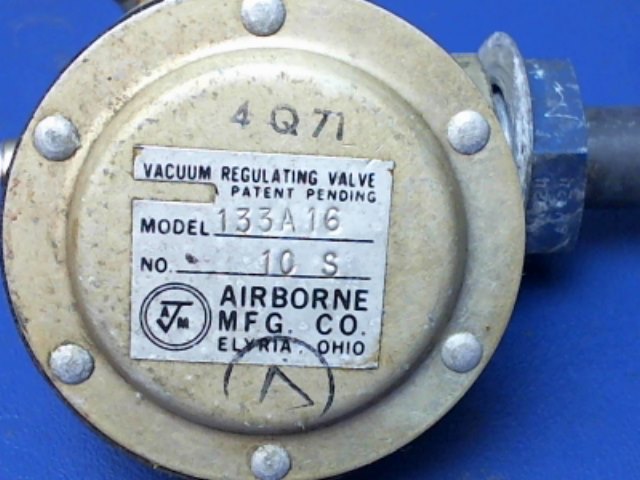 4 Q 71
VACUUM REGULATING VALVE
PATENT PENDING
MODEL 133A16
NO. 10 S
AIRBORNE
MFG. CO.
ELYRIA, OHIO